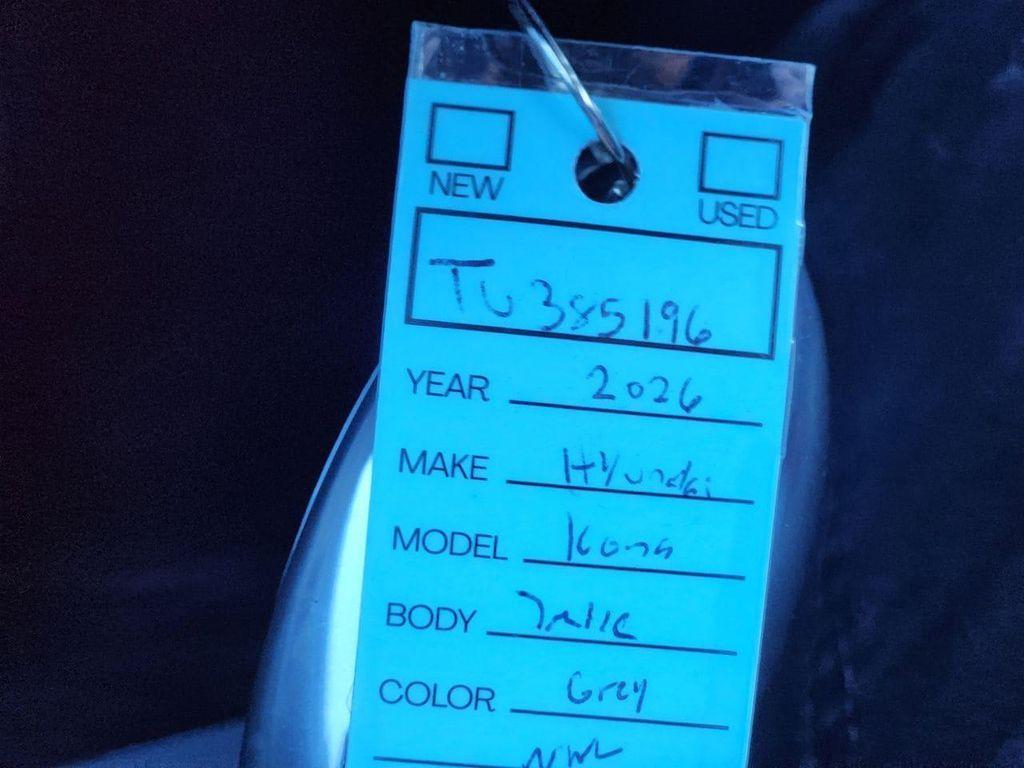 NEW USED
TU385196
YEAR 2026
MAKE HYundai
MODEL Kona
BODY
COLOR Grey